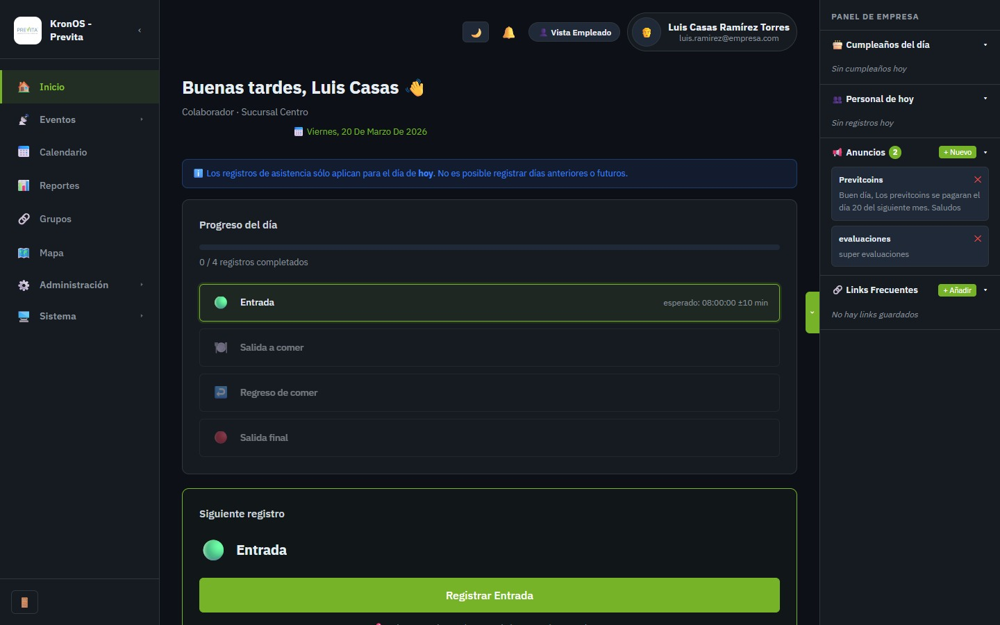 PREVITA
KronOS -
Previta
Inicio
Eventos
Calendario
Reportes
Grupos
Mapa
Administración
Sistema
Vista Empleado
Luis Casas Ramírez Torres
luis.ramirez@empresa.com
Buenas tardes, Luis Casas
Colaborador · Sucursal Centro
Viernes, 20 De Marzo De 2026
Los registros de asistencia sólo aplican para el día de hoy. No es posible registrar días anteriores o futuros.
Progreso del día
0 / 4 registros completados
Entrada
esperado: 08:00:00 ±10 min
Salida a comer
Regreso de comer
Salida final
Siguiente registro
Entrada
Registrar Entrada
PANEL DE EMPRESA
Cumpleaños del día
Sin cumpleaños hoy
Personal de hoy
Sin registros hoy
Anuncios 2
+ Nuevo
Previtcoins
Buen día, Los previtcoins se pagaran el
día 20 del siguiente mes. Saludos
evaluaciones
super evaluaciones
Links Frecuentes
+ Añadir
No hay links guardados